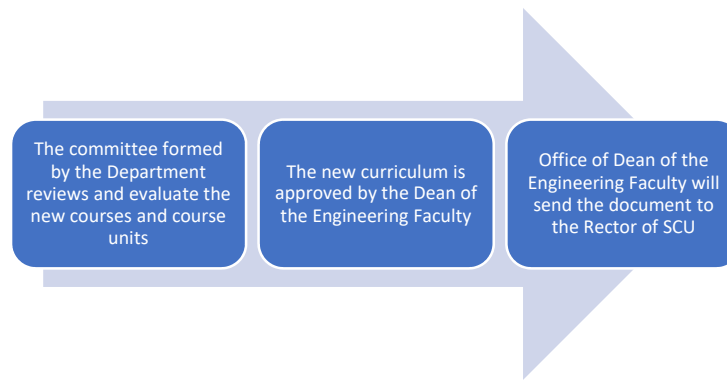 The committee formed
by the Department
reviews and evaluate the
new courses and course
units
The new curriculum is
approved by the Dean of
the Engineering Faculty
Office of Dean of the
Engineering Faculty will
send the document to
the Rector of SCU